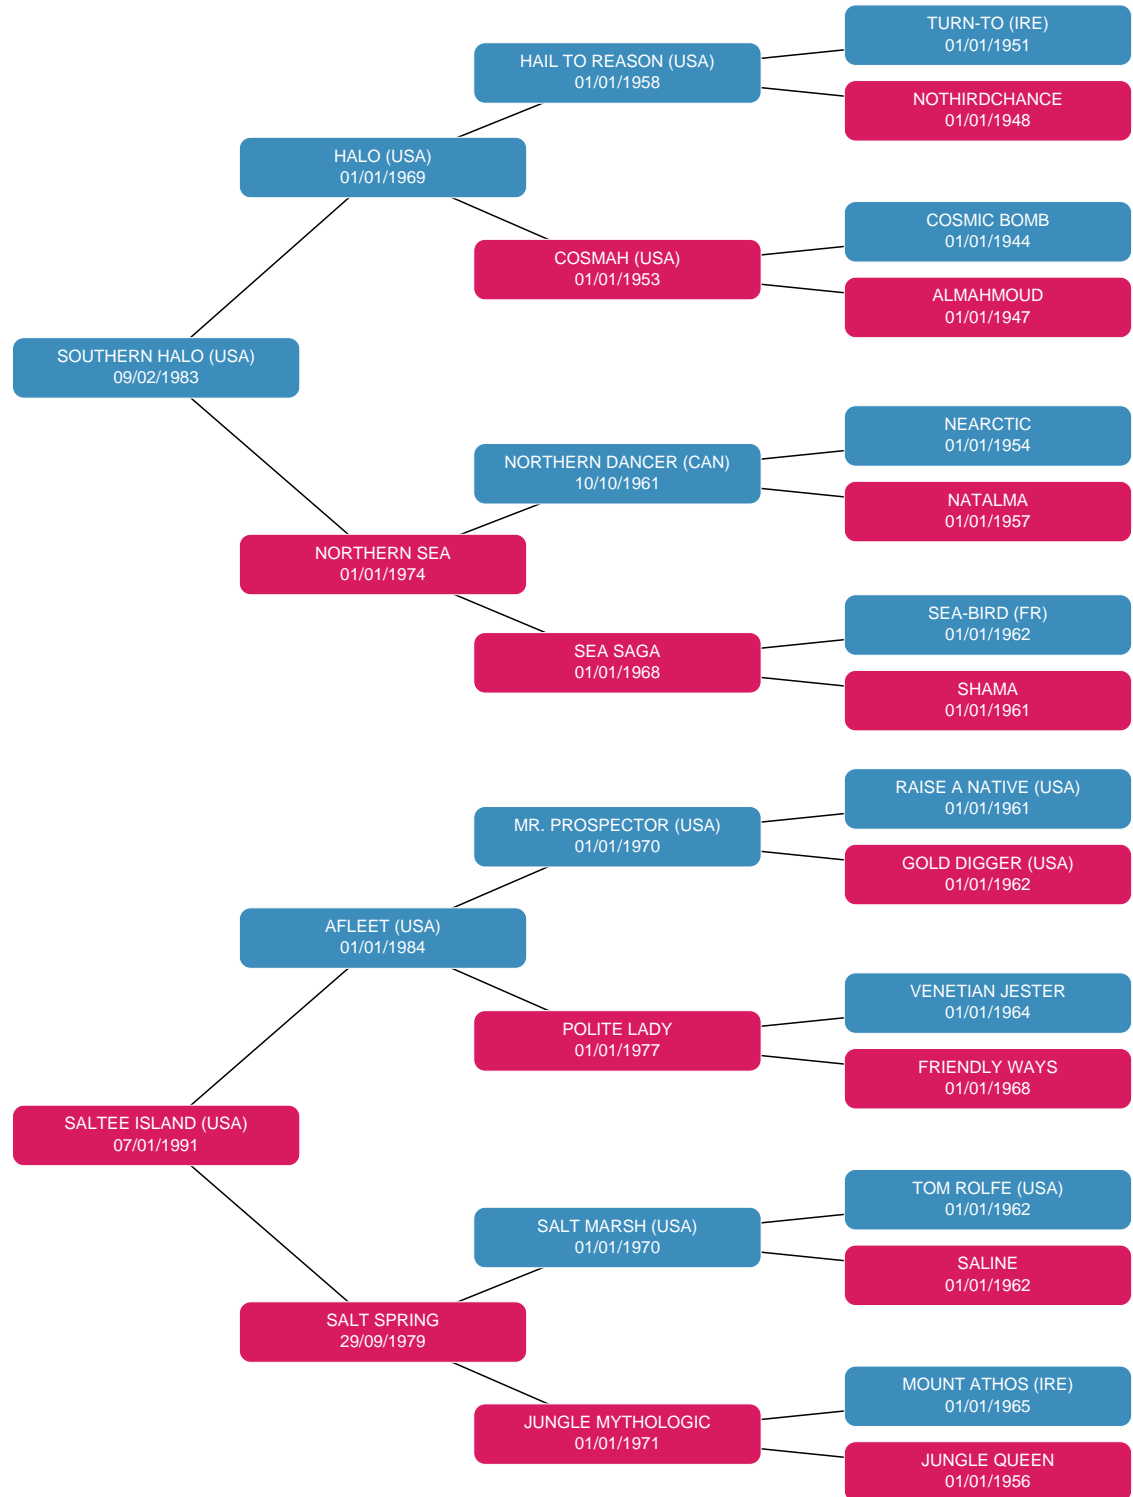 TURN-TO (IRE)
01/01/1951
HAIL TO REASON (USA)
01/01/1958
NOTHIRDCHANCE
01/01/1948
HALO (USA)
01/01/1969
COSMIC BOMB
01/01/1944
COSMAH (USA)
01/01/1953
ALMAHMOUD
01/01/1947
SOUTHERN HALO (USA)
09/02/1983
NEARCTIC
01/01/1954
NORTHERN DANCER (CAN)
10/10/1961
NATALMA
01/01/1957
NORTHERN SEA
01/01/1974
SEA-BIRD (FR)
01/01/1962
SEA SAGA
01/01/1968
SHAMA
01/01/1961
RAISE A NATIVE (USA)
01/01/1961
MR. PROSPECTOR (USA)
01/01/1970
GOLD DIGGER (USA)
01/01/1962
AFLEET (USA)
01/01/1984
VENETIAN JESTER
01/01/1964
POLITE LADY
01/01/1977
FRIENDLY WAYS
01/01/1968
SALTEE ISLAND (USA)
07/01/1991
TOM ROLFE (USA)
01/01/1962
SALT MARSH (USA)
01/01/1970
SALINE
01/01/1962
SALT SPRING
29/09/1979
MOUNT ATHOS (IRE)
01/01/1965
JUNGLE MYTHOLOGIC
01/01/1971
JUNGLE QUEEN
01/01/1956